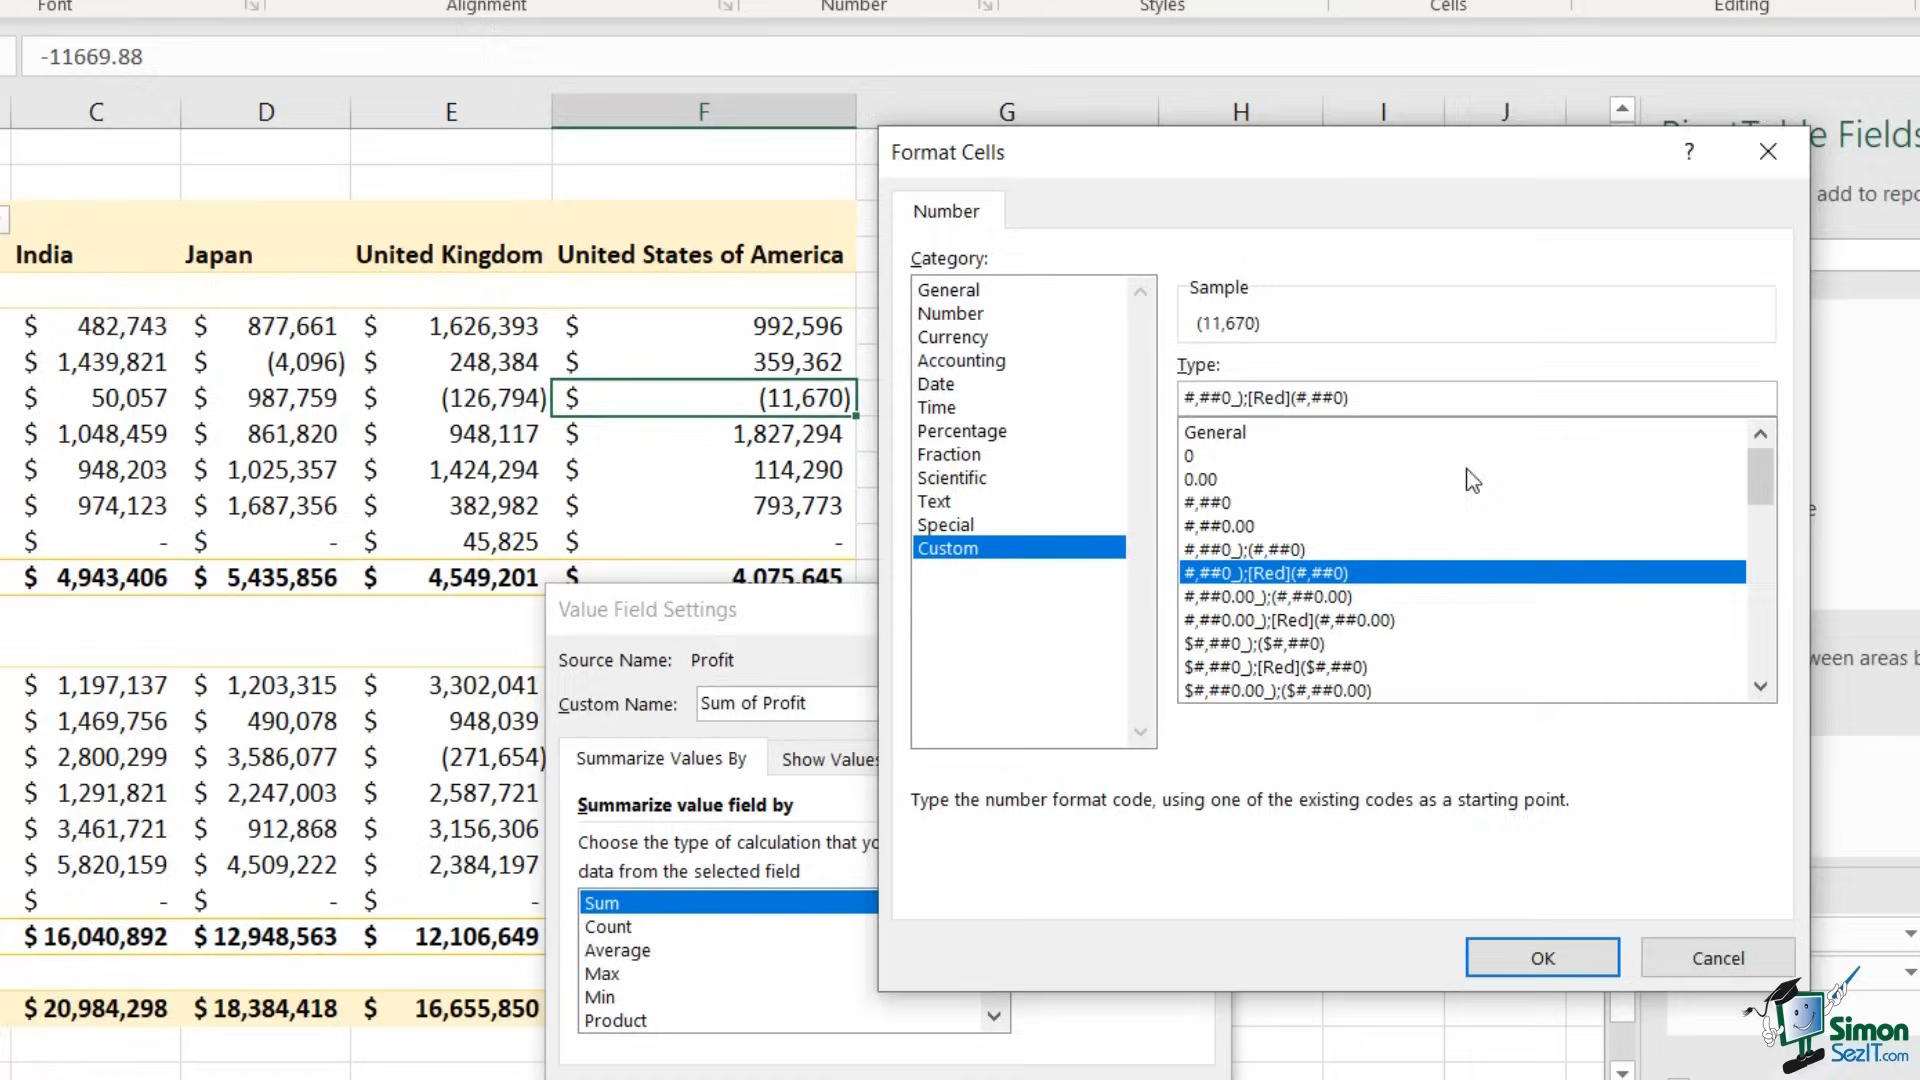 Font Alignment Number Styles Cells Editing
-11669.88
C D E F G H I J
India Japan United Kingdom United States of America
$ 482,743 $ 877,661 $ 1,626,393 $ 992,596
$ 1,439,821 $ (4,096) $ 248,384 $ 359,362
$ 50,057 $ 987,759 $ (126,794) $ (11,670)
$ 1,048,459 $ 861,820 $ 948,117 $ 1,827,294
$ 948,203 $ 1,025,357 $ 1,424,294 $ 114,290
$ 974,123 $ 1,687,356 $ 382,982 $ 793,773
$ - $ - $ 45,825 $ -
$ 4,943,406 $ 5,435,856 $ 4,549,201 $ 4,075,645
$ 1,197,137 $ 1,203,315 $ 3,302,041
$ 1,469,756 $ 490,078 $ 948,039
$ 2,800,299 $ 3,586,077 $ (271,654)
$ 1,291,821 $ 2,247,003 $ 2,587,721
$ 3,461,721 $ 912,868 $ 3,156,306
$ 5,820,159 $ 4,509,222 $ 2,384,197
$ - $ - $ -
$ 16,040,892 $ 12,948,563 $ 12,106,649
$ 20,984,298 $ 18,384,418 $ 16,655,850
Value Field Settings
Source Name: Profit
Custom Name: Sum of Profit
Summarize Values By Show Values
Summarize value field by
Choose the type of calculation that yo
data from the selected field
Sum
Count
Average
Max
Min
Product
Format Cells ?
Number
Category:
General
Number
Currency
Accounting
Date
Time
Percentage
Fraction
Scientific
Text
Special
Custom
Sample
(11,670)
Type:
#,##0_);[Red](#,##0)
General
0
0.00
#,##0
#,##0.00
#,##0_);(#,##0)
#,##0_);[Red](#,##0)
#,##0.00_);(#,##0.00)
#,##0.00_);[Red](#,##0.00)
$#,##0_);($#,##0)
$#,##0_);[Red]($#,##0)
$#,##0.00_);($#,##0.00)
Type the number format code, using one of the existing codes as a starting point.
OK Cancel
Fields
add to repo
ween areas b
Simon
SezIT.com